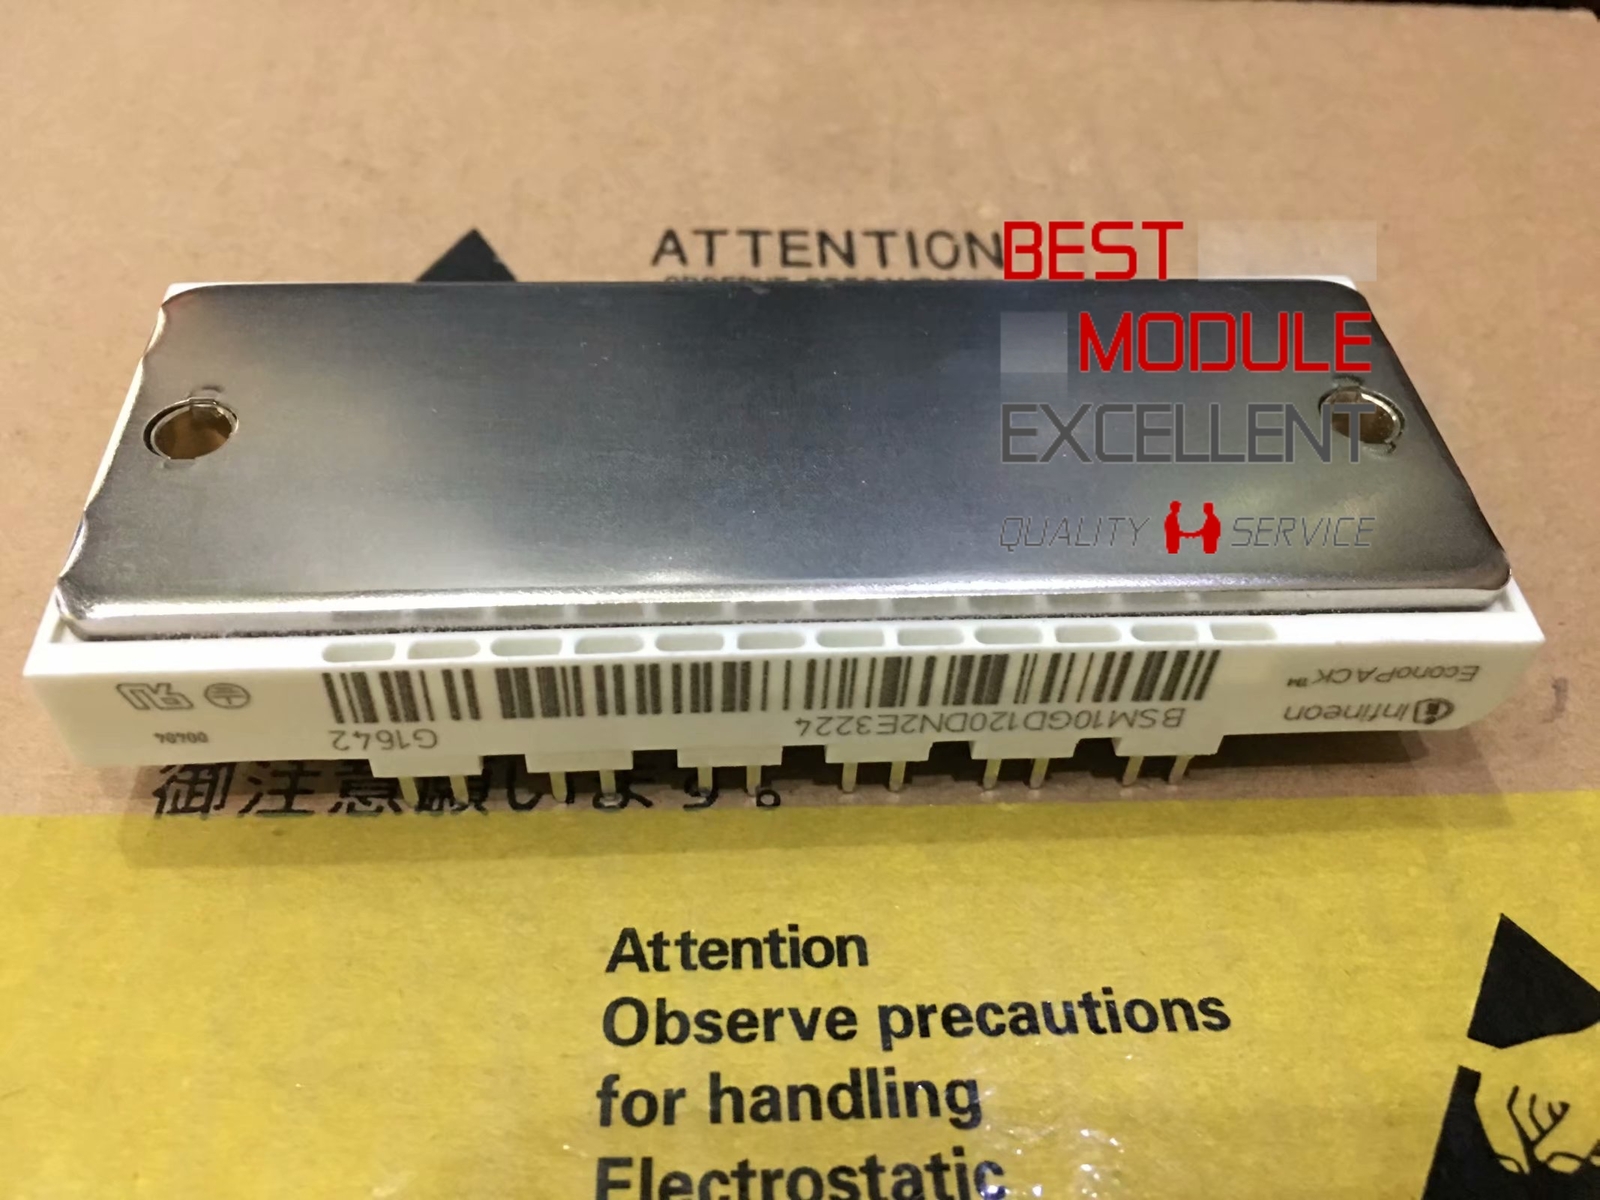 ATTENTION
BEST
MODULE
EXCELLENT
QUALITY SERVICE
EconoPACK™
infineon
BSM10GD120DN2E3224
G1642
00404
御注意願います。
Attention
Observe precautions
for handling
Electrostatic